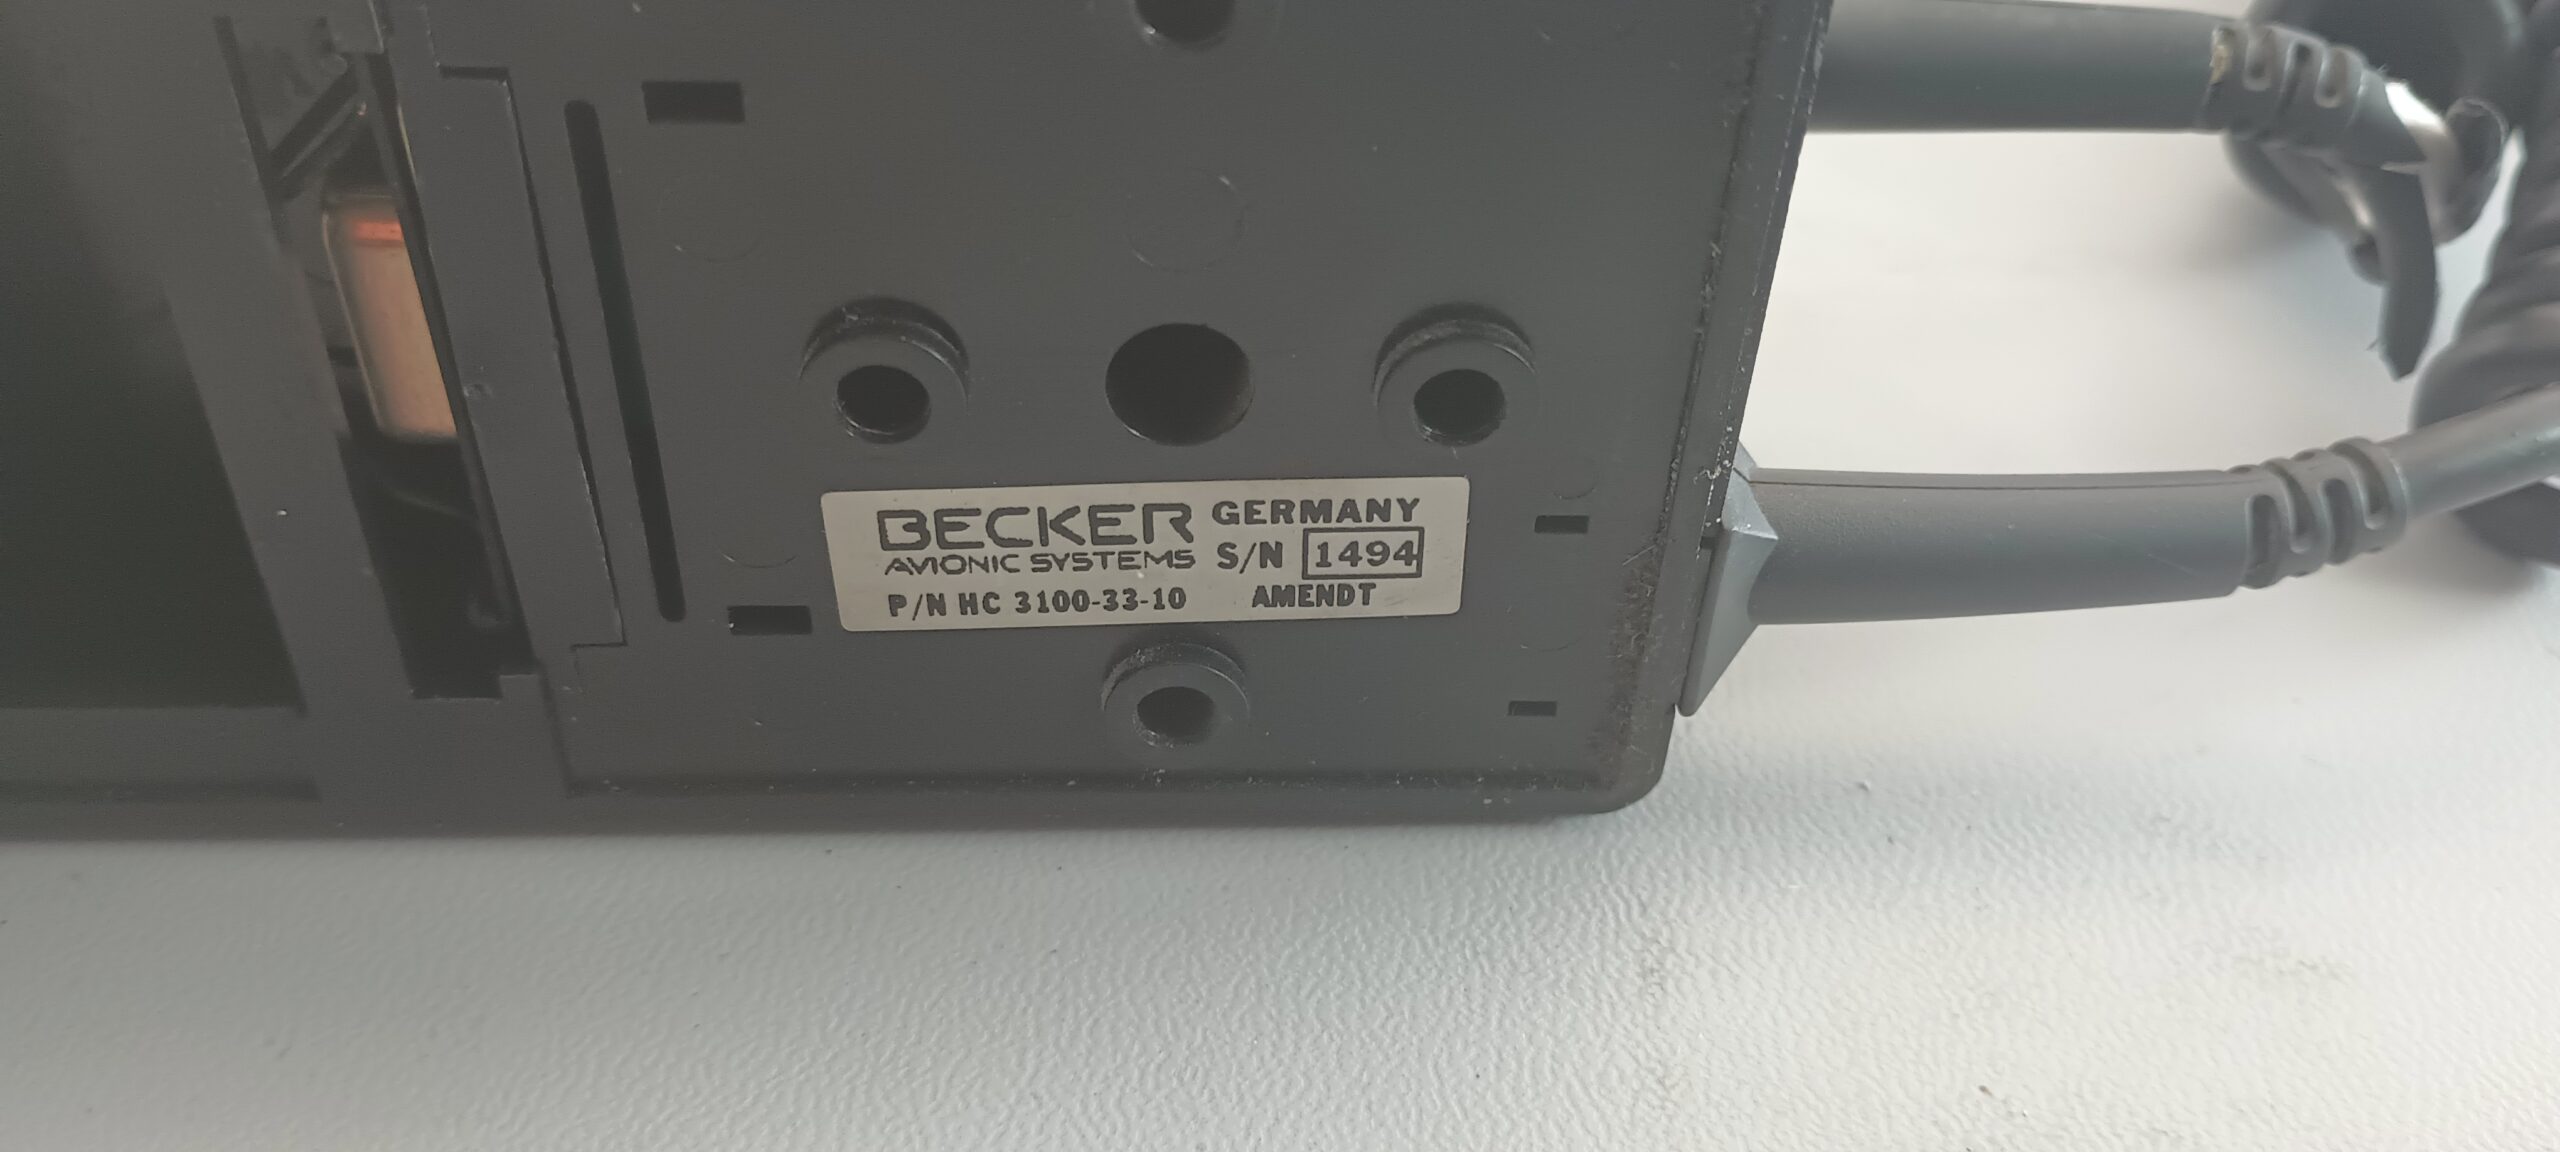 BECKER GERMANY
AVIONIC SYSTEMS S/N 1494
P/N HC 3100-33-10 AMENDT